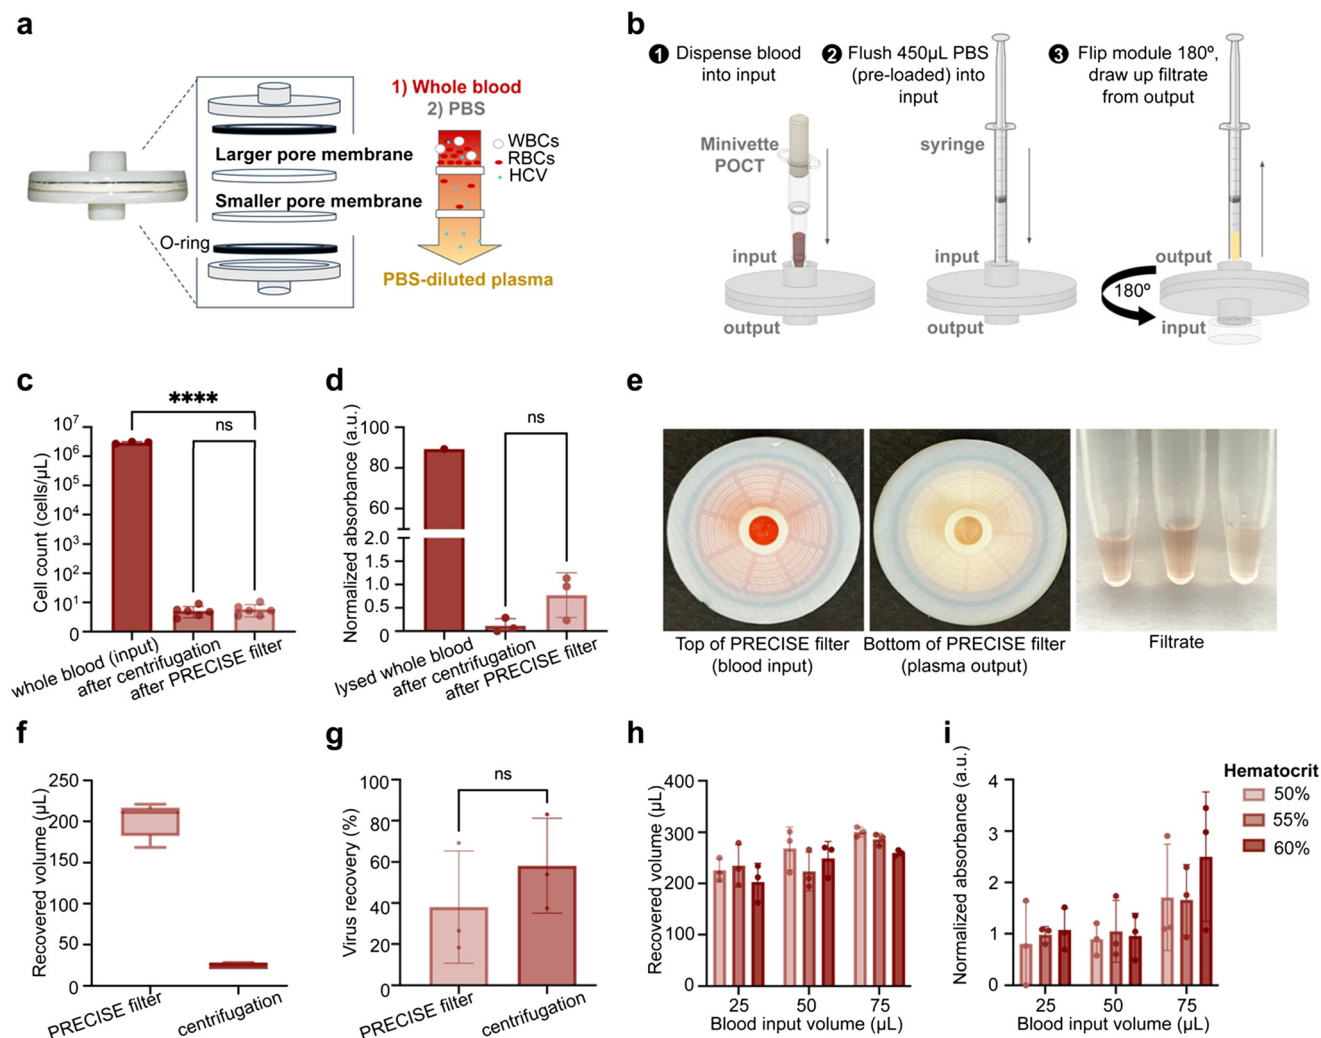 a
1) Whole blood
2) PBS
WBCs
RBCs
HCV
Larger pore membrane
Smaller pore membrane
O-ring
PBS-diluted plasma
b
1 Dispense blood
into input
2 Flush 450µL PBS
(pre-loaded) into
input
3 Flip module 180º,
draw up filtrate
from output
Minivette
POCT
syringe
input
output
input
output
output
180º
input
c
****
ns
Cell count (cells/µL)
10⁷
10⁶
10⁵
10⁴
10³
10²
10¹
0
whole blood (input)
after centrifugation
after PRECISE filter
d
ns
Normalized absorbance (a.u.)
100
80
60
2.0
1.5
1.0
0.5
0
lysed whole blood
after centrifugation
after PRECISE filter
e
Top of PRECISE filter
(blood input)
Bottom of PRECISE filter
(plasma output)
Filtrate
f
Recovered volume (µL)
250
200
150
100
50
0
PRECISE filter
centrifugation
g
ns
Virus recovery (%)
100
80
60
40
20
0
PRECISE filter
centrifugation
h
Recovered volume (µL)
400
300
200
100
0
25
50
75
Blood input volume (µL)
i
Normalized absorbance (a.u.)
4
3
2
1
0
25
50
75
Blood input volume (µL)
Hematocrit
50%
55%
60%